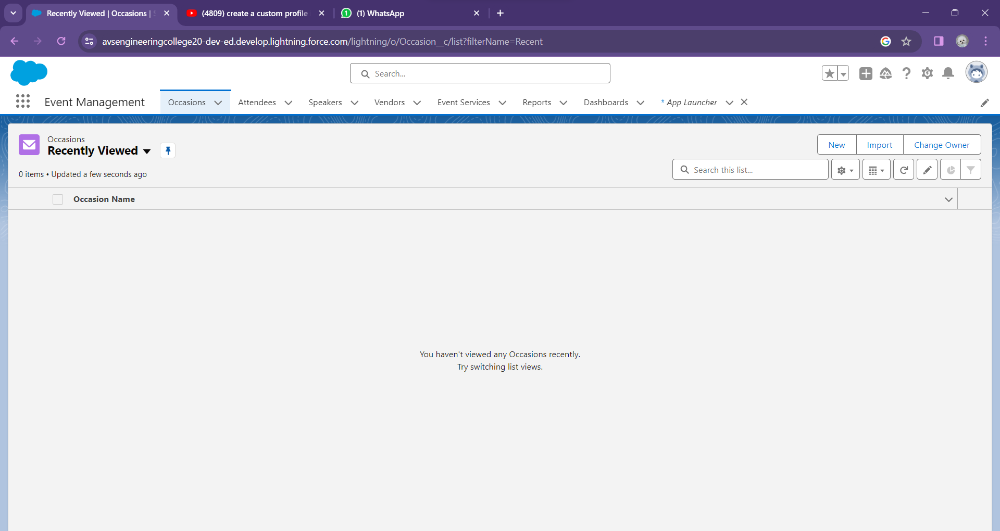 Recently Viewed | Occasions |
(4809) create a custom profile
(1) WhatsApp
avsengineeringcollege20-dev-ed.develop.lightning.force.com/lightning/o/Occasion__c/list?filterName=Recent
Search...
Event Management
Occasions
Attendees
Speakers
Vendors
Event Services
Reports
Dashboards
* App Launcher
Occasions
Recently Viewed
New
Import
Change Owner
0 items • Updated a few seconds ago
Search this list...
Occasion Name
You haven't viewed any Occasions recently.
Try switching list views.